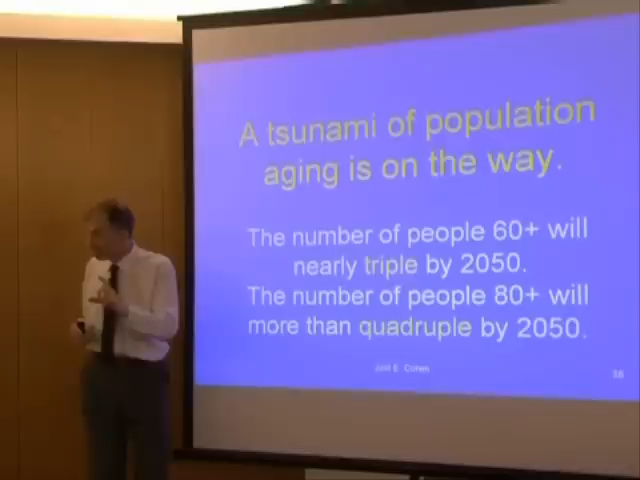 A tsunami of population
aging is on the way.
The number of people 60+ will
nearly triple by 2050.
The number of people 80+ will
more than quadruple by 2050.
Joel E. Cohen
38